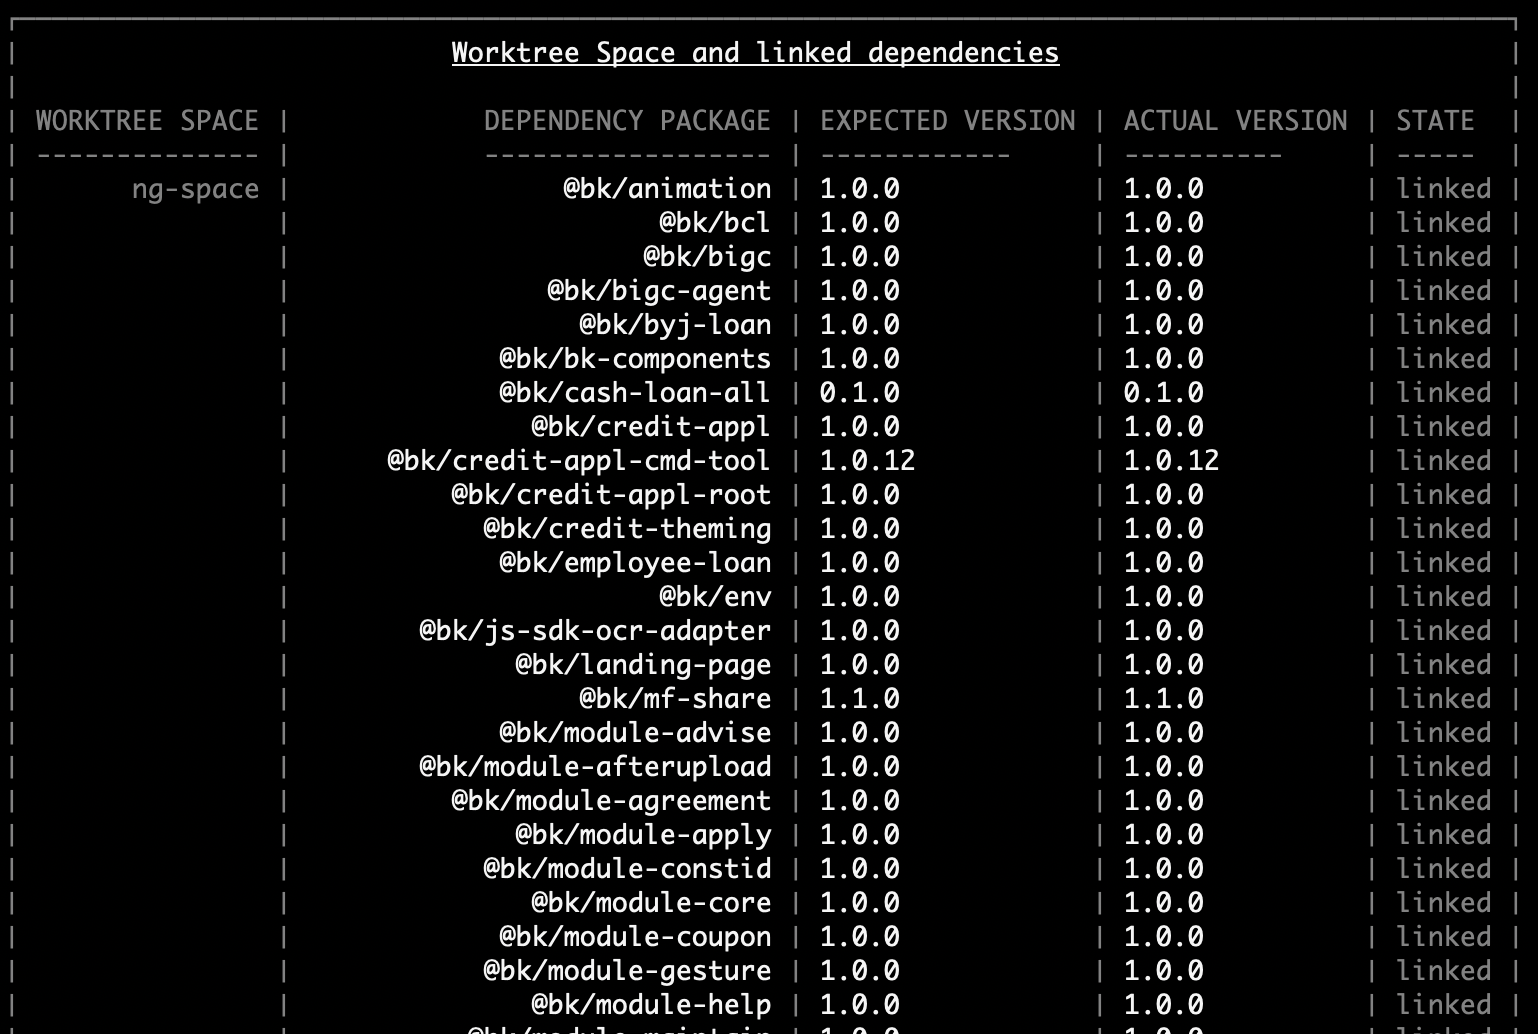 Worktree Space and linked dependencies
WORKTREE SPACE | DEPENDENCY PACKAGE | EXPECTED VERSION | ACTUAL VERSION | STATE
-------------- | ------------------ | ------------ | ---------- | -----
ng-space | @bk/animation | 1.0.0 | 1.0.0 | linked
| @bk/bcl | 1.0.0 | 1.0.0 | linked
| @bk/bigc | 1.0.0 | 1.0.0 | linked
| @bk/bigc-agent | 1.0.0 | 1.0.0 | linked
| @bk/byj-loan | 1.0.0 | 1.0.0 | linked
| @bk/bk-components | 1.0.0 | 1.0.0 | linked
| @bk/cash-loan-all | 0.1.0 | 0.1.0 | linked
| @bk/credit-appl | 1.0.0 | 1.0.0 | linked
| @bk/credit-appl-cmd-tool | 1.0.12 | 1.0.12 | linked
| @bk/credit-appl-root | 1.0.0 | 1.0.0 | linked
| @bk/credit-theming | 1.0.0 | 1.0.0 | linked
| @bk/employee-loan | 1.0.0 | 1.0.0 | linked
| @bk/env | 1.0.0 | 1.0.0 | linked
| @bk/js-sdk-ocr-adapter | 1.0.0 | 1.0.0 | linked
| @bk/landing-page | 1.0.0 | 1.0.0 | linked
| @bk/mf-share | 1.1.0 | 1.1.0 | linked
| @bk/module-advise | 1.0.0 | 1.0.0 | linked
| @bk/module-afterupload | 1.0.0 | 1.0.0 | linked
| @bk/module-agreement | 1.0.0 | 1.0.0 | linked
| @bk/module-apply | 1.0.0 | 1.0.0 | linked
| @bk/module-constid | 1.0.0 | 1.0.0 | linked
| @bk/module-core | 1.0.0 | 1.0.0 | linked
| @bk/module-coupon | 1.0.0 | 1.0.0 | linked
| @bk/module-gesture | 1.0.0 | 1.0.0 | linked
| @bk/module-help | 1.0.0 | 1.0.0 | linked